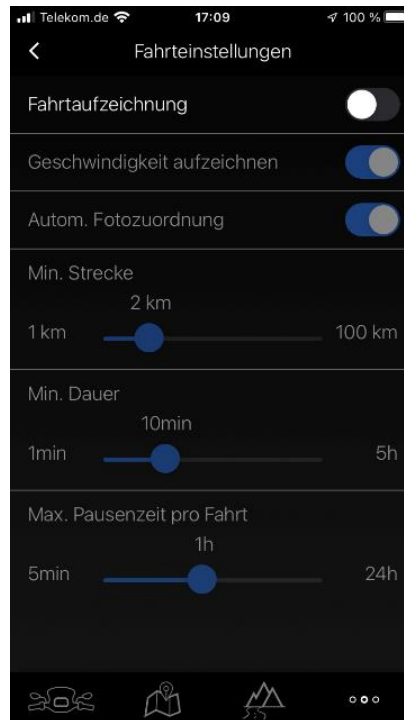 Telekom.de 17:09 100 %
Fahrteinstellungen
Fahrtaufzeichnung
Geschwindigkeit aufzeichnen
Autom. Fotozuordnung
Min. Strecke
2 km
1 km 100 km
Min. Dauer
10min
1min 5h
Max. Pausenzeit pro Fahrt
1h
5min 24h